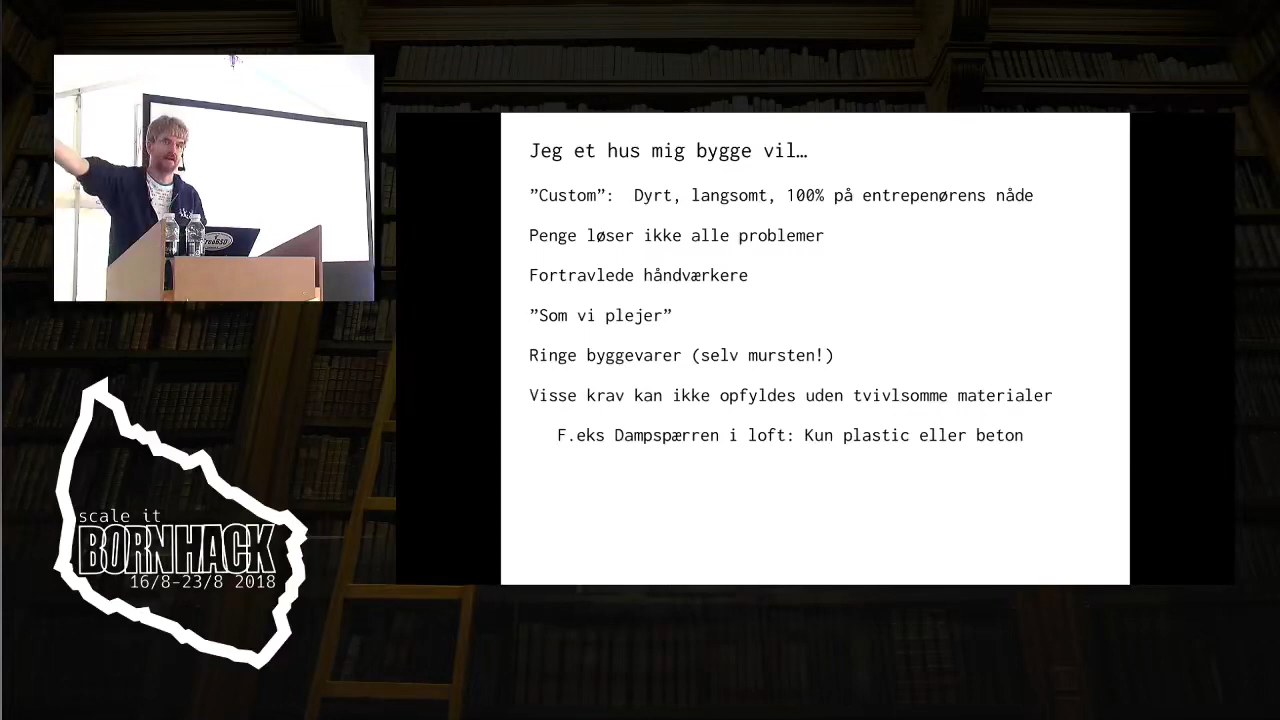 Jeg et hus mig bygge vil…
”Custom”: Dyrt, langsomt, 100% på entrepenørens nåde
Penge løser ikke alle problemer
Fortravlede håndværkere
”Som vi plejer”
Ringe byggevarer (selv mursten!)
Visse krav kan ikke opfyldes uden tvivlsomme materialer
F.eks Dampspærren i loft: Kun plastic eller beton
scale it
BORNHACK
16/8-23/8 2018